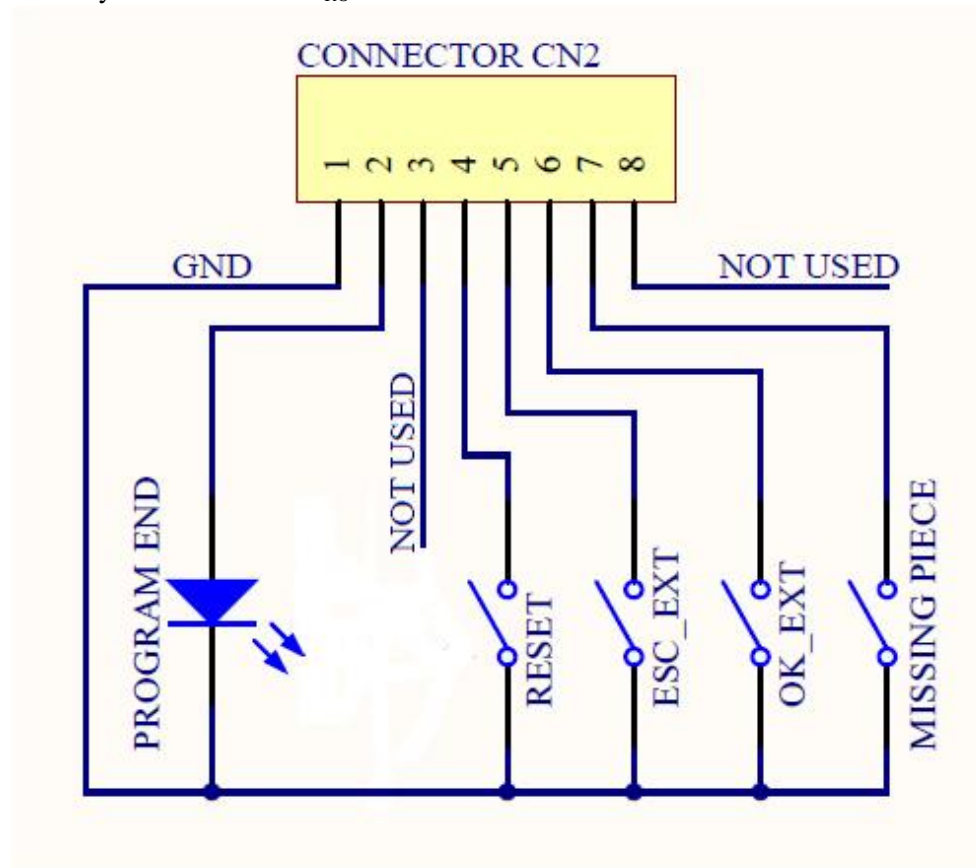 CONNECTOR CN2
1 2 3 4 5 6 7 8
GND
NOT USED
NOT USED
PROGRAM END
RESET
ESC_EXT
OK_EXT
MISSING PIECE